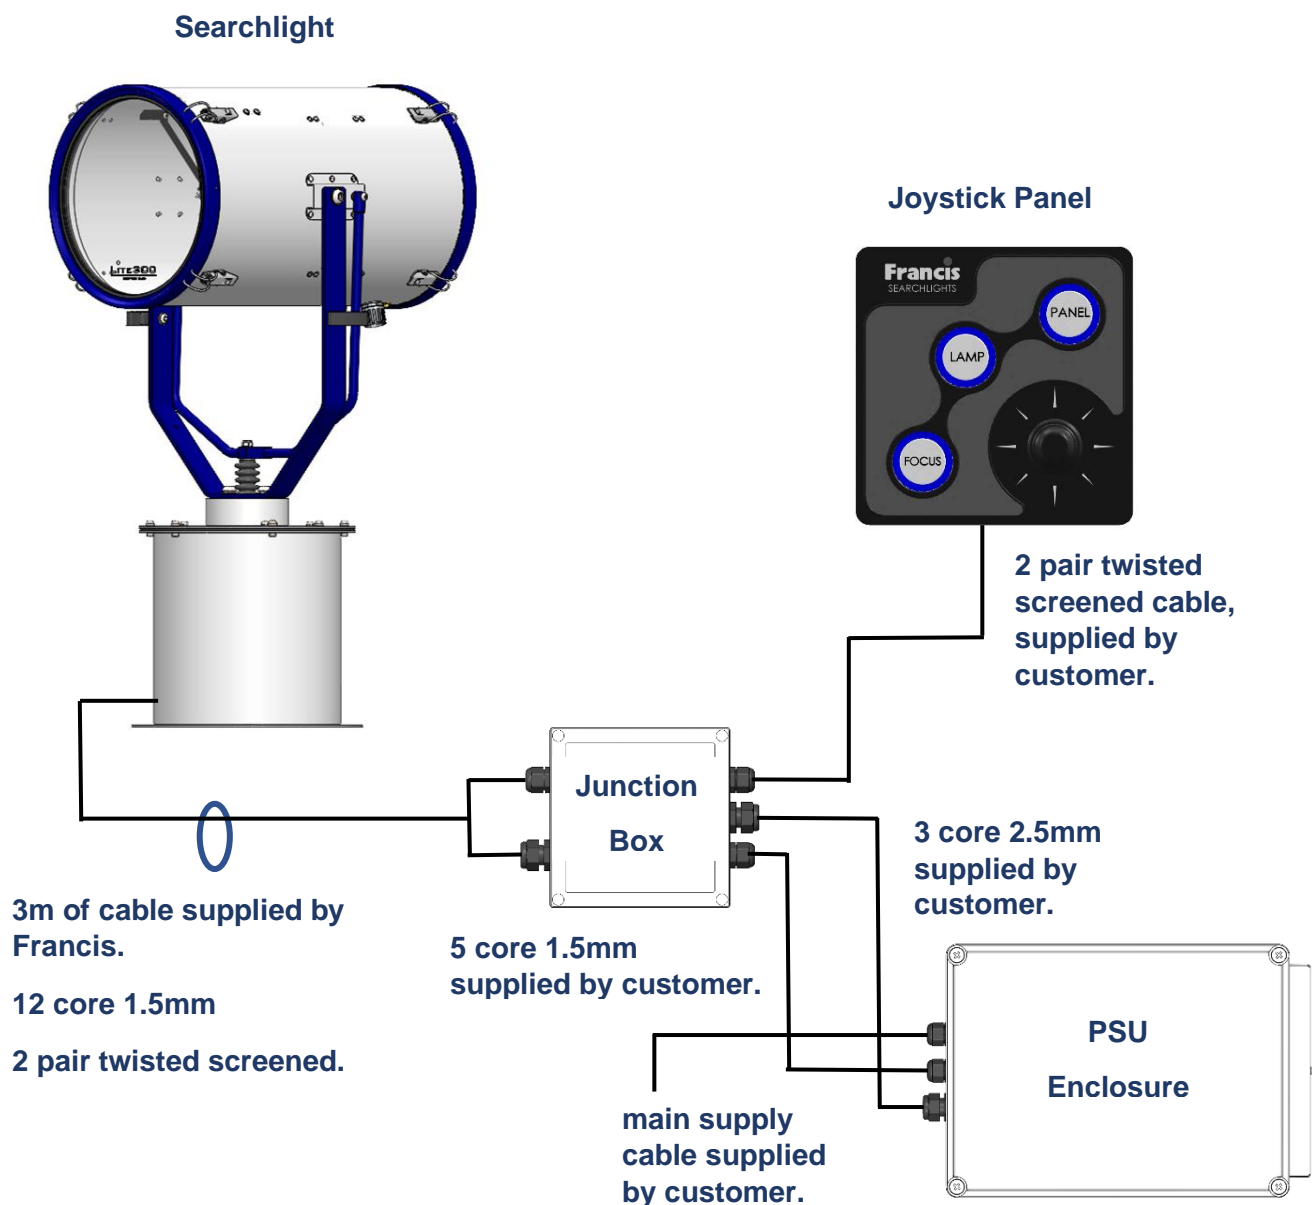 Searchlight
LITE300
Joystick Panel
Francis
SEARCHLIGHTS
PANEL
LAMP
FOCUS
2 pair twisted
screened cable,
supplied by
customer.
Junction
Box
3 core 2.5mm
supplied by
customer.
3m of cable supplied by
Francis.
12 core 1.5mm
2 pair twisted screened.
5 core 1.5mm
supplied by customer.
PSU
Enclosure
main supply
cable supplied
by customer.